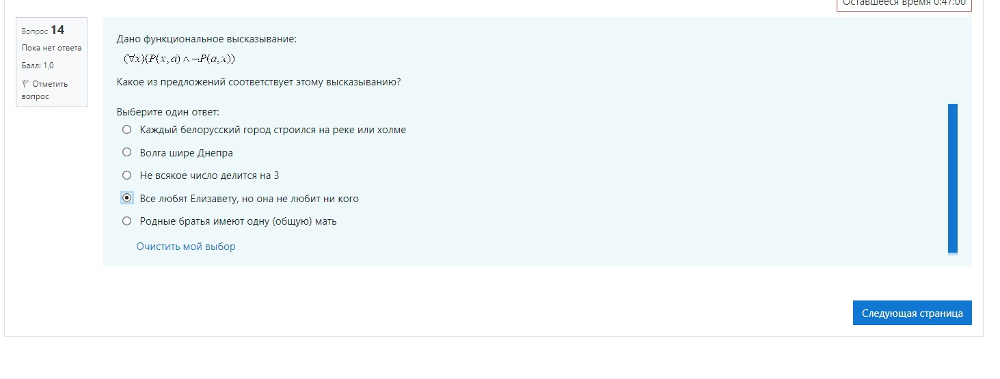 Оставшееся время 0:47:00
Вопрос 14
Пока нет ответа
Балл: 1,0
Отметить
вопрос
Дано функциональное высказывание:
(∀x)(P(x, a) ∧ ¬P(a, x))
Какое из предложений соответствует этому высказыванию?
Выберите один ответ:
Каждый белорусский город строился на реке или холме
Волга шире Днепра
Не всякое число делится на 3
Все любят Елизавету, но она не любит ни кого
Родные братья имеют одну (общую) мать
Очистить мой выбор
Следующая страница